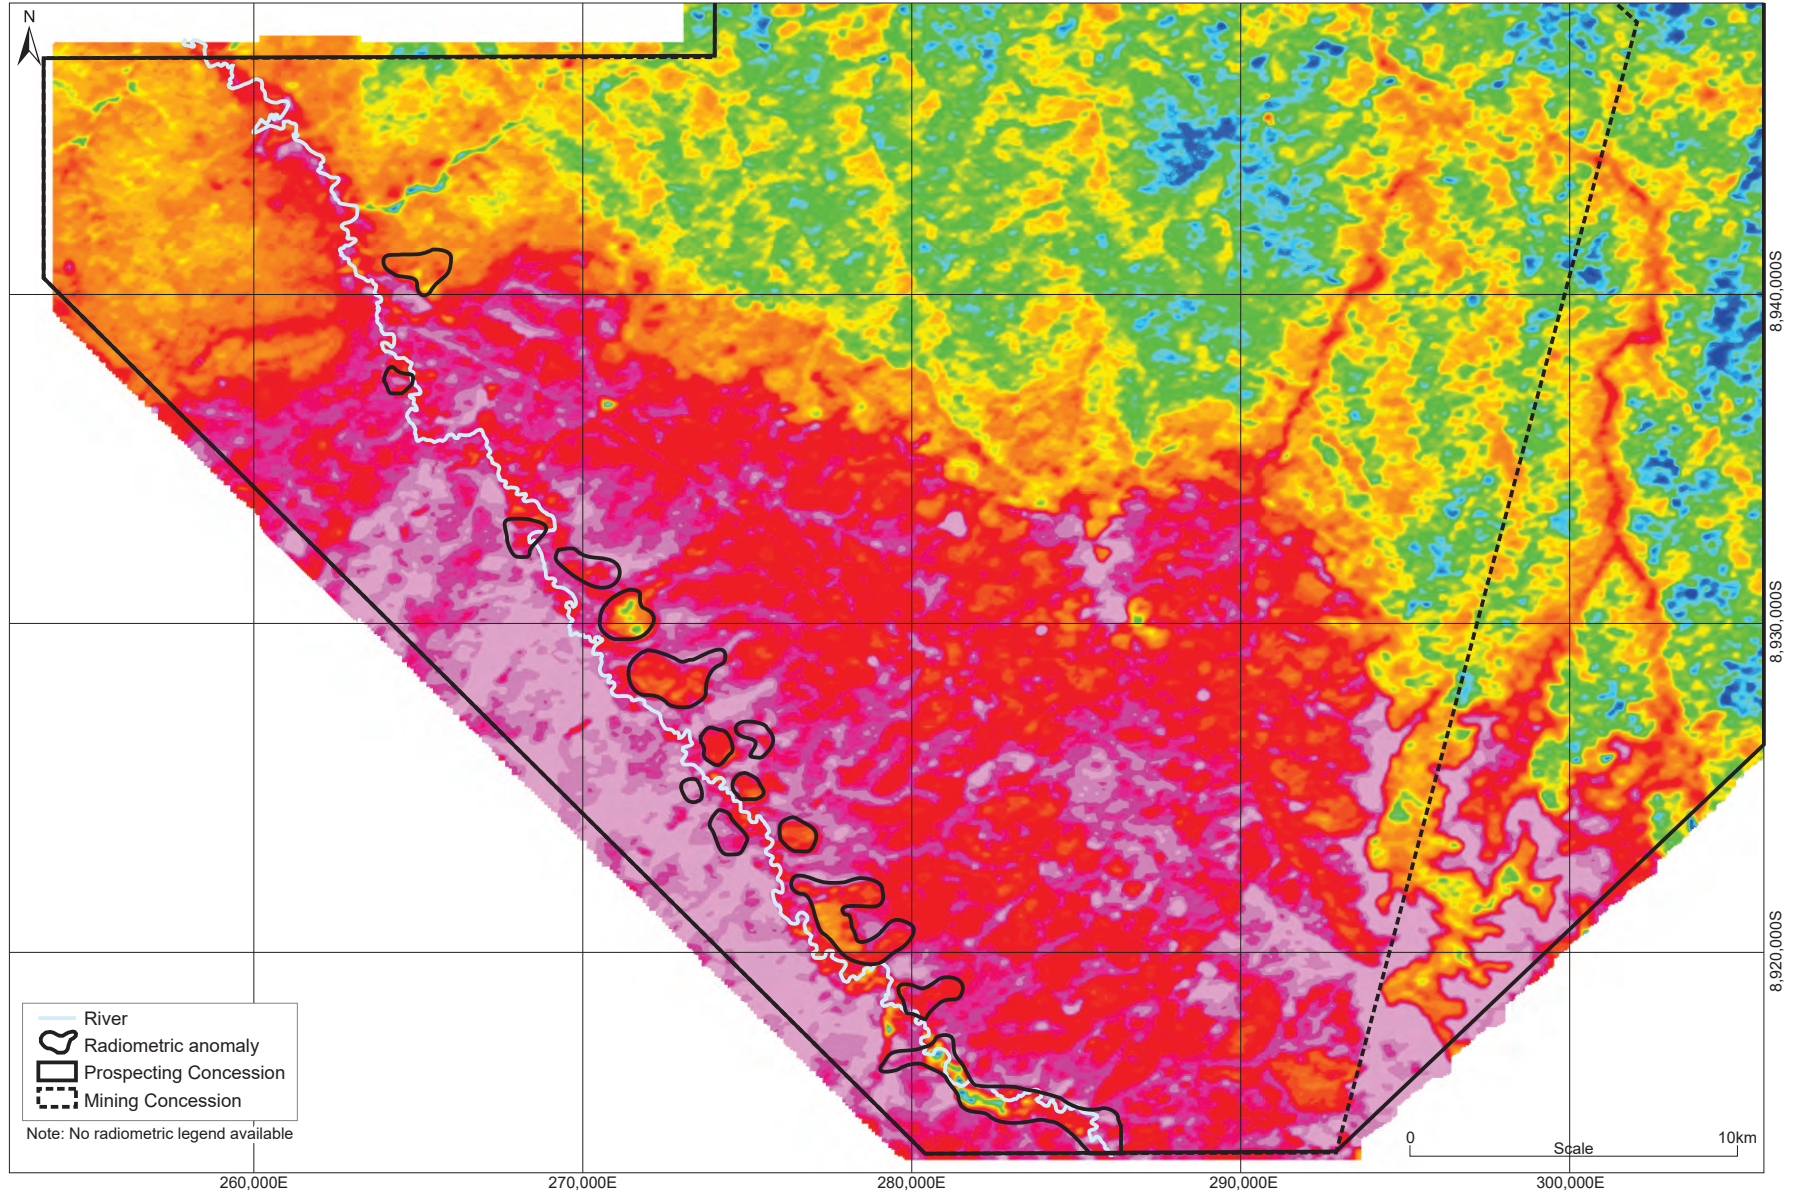 N
8,940,000S
8,930,000S
8,920,000S
River
Radiometric anomaly
Prospecting Concession
Mining Concession
Note: No radiometric legend available
0 10km
Scale
260,000E 270,000E 280,000E 290,000E 300,000E